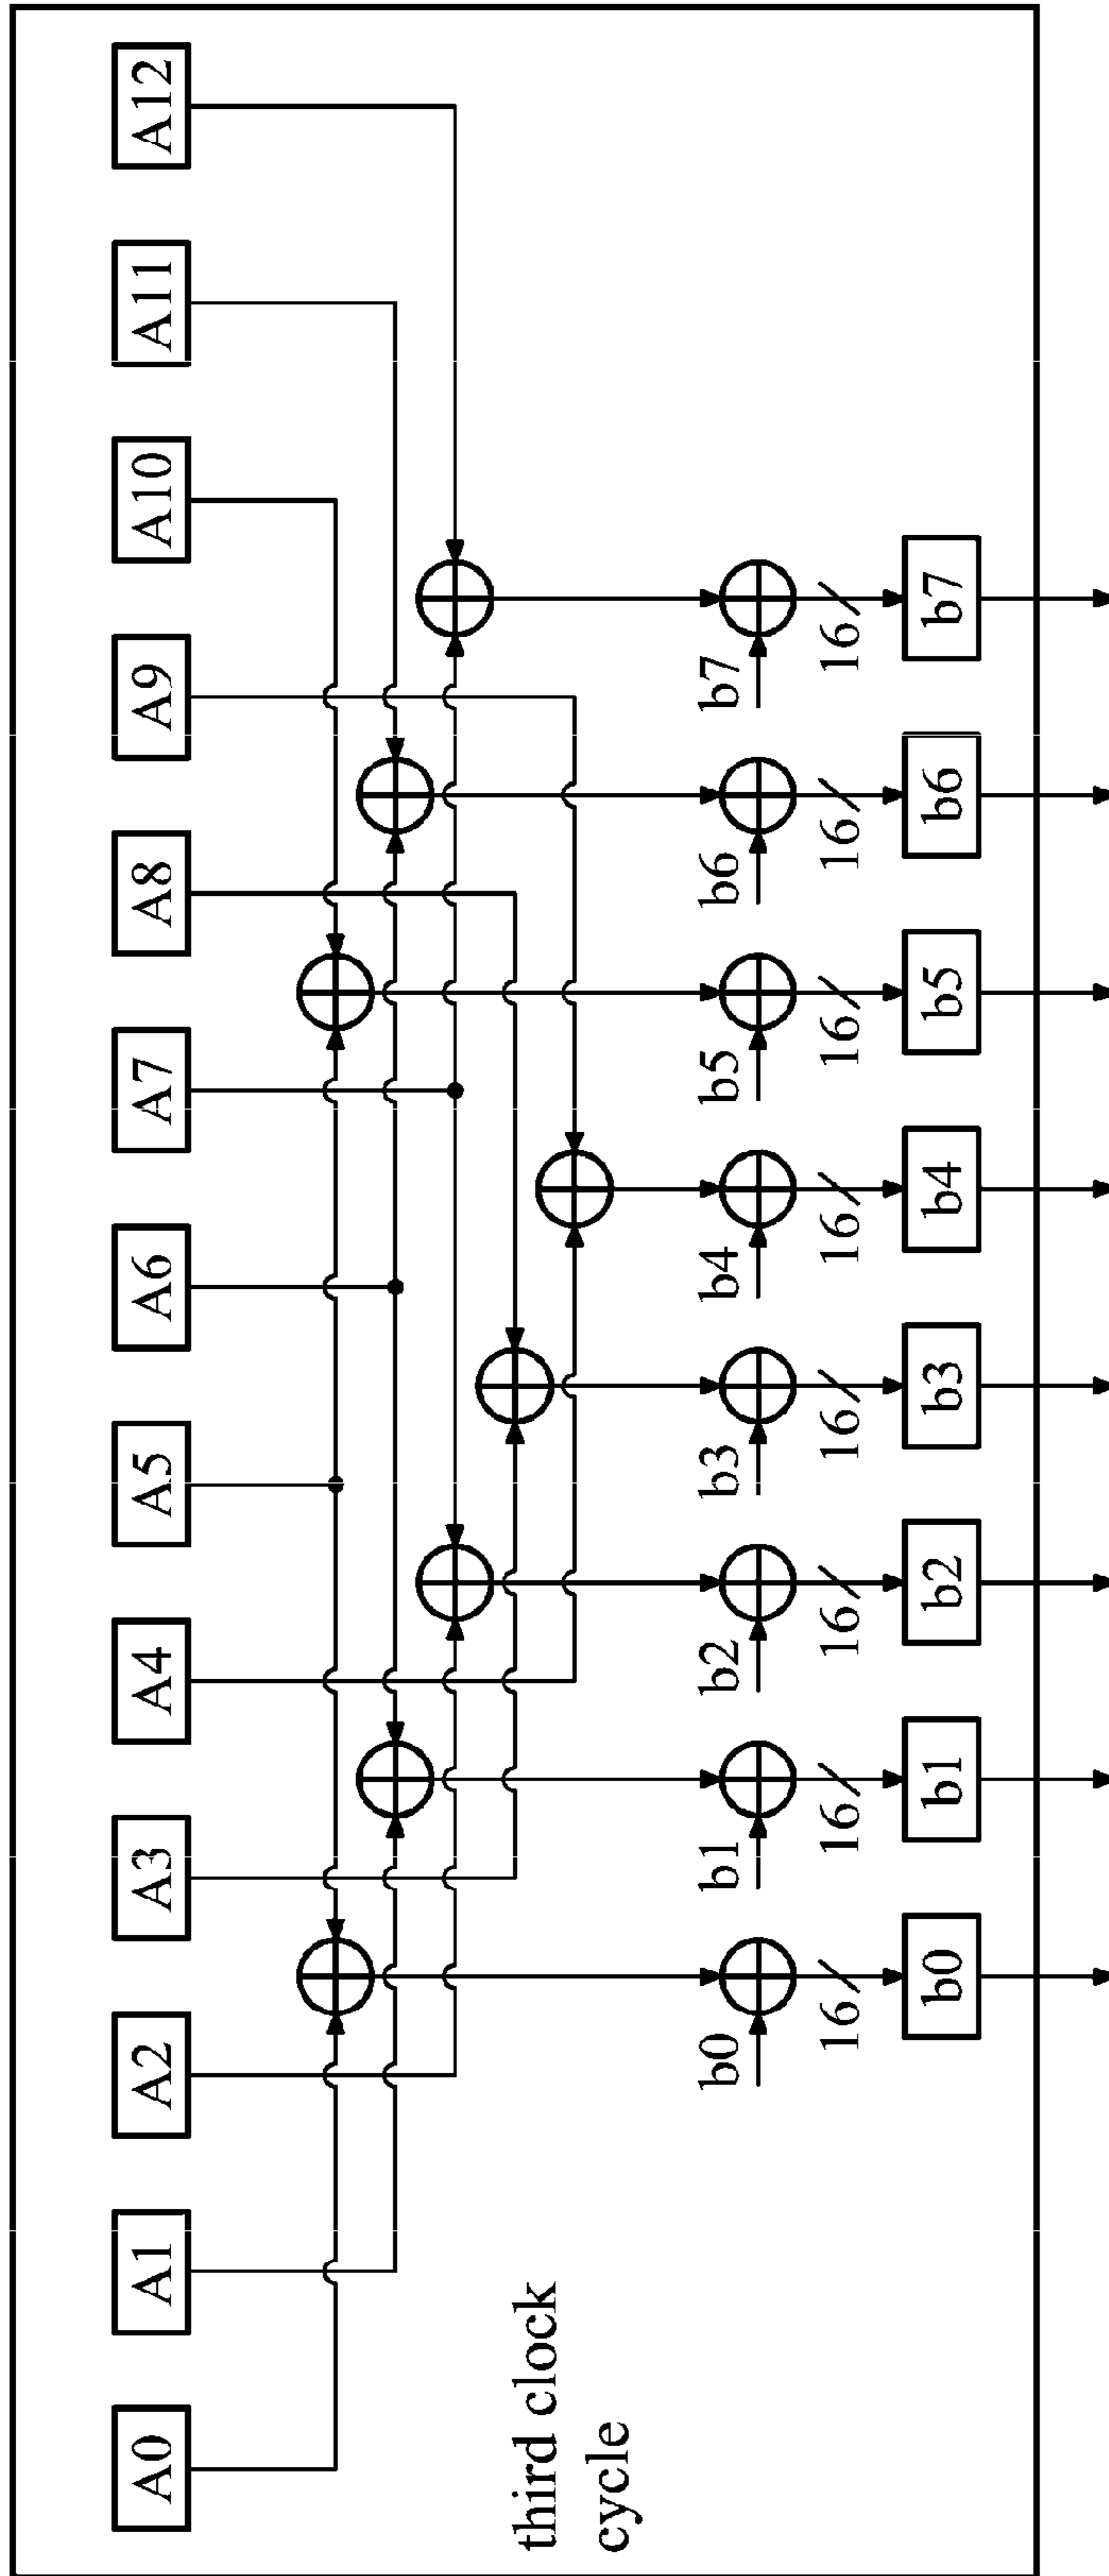 A0 A1 A2 A3 A4 A5 A6 A7 A8 A9 A10 A11 A12
third clock
cycle
b0 b1 b2 b3 b4 b5 b6 b7
16 16 16 16 16 16 16 16
b0 b1 b2 b3 b4 b5 b6 b7